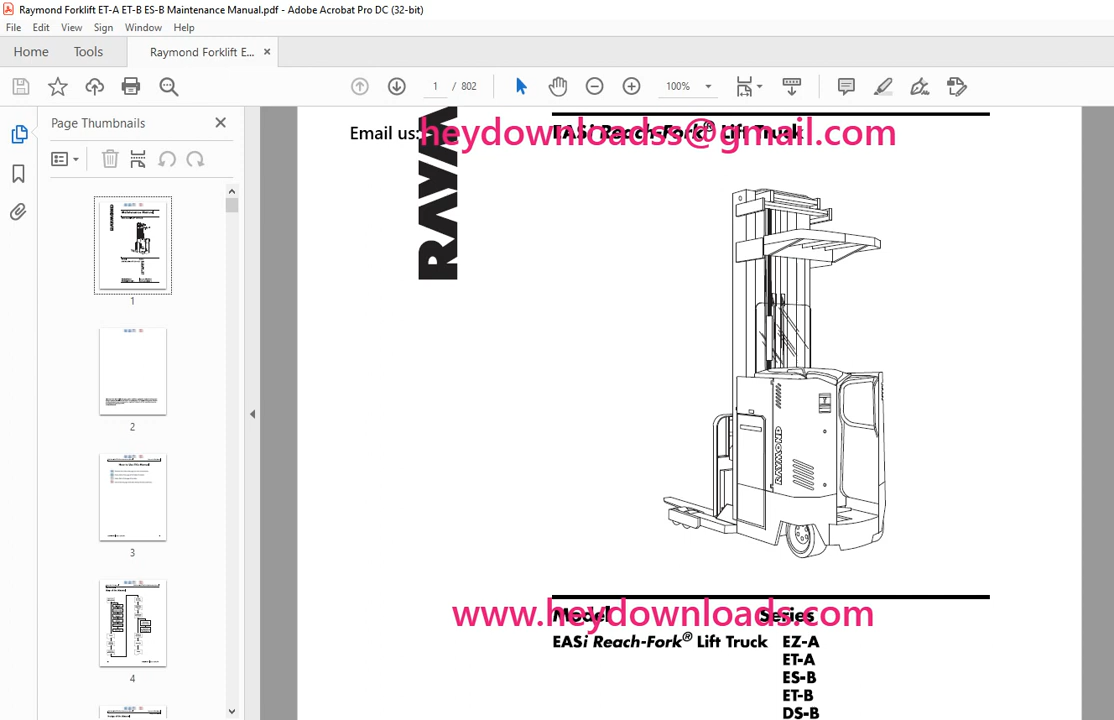 Raymond Forklift ET-A ET-B ES-B Maintenance Manual.pdf - Adobe Acrobat Pro DC (32-bit)
File Edit View Sign Window Help
Home Tools Raymond Forklift E... ×
1 / 802 100%
Page Thumbnails
1
2
3
4
Email us: heydownloadss@gmail.com
EASi Reach-Fork® Lift Truck
RAYMOND
www.heydownloads.com
Model Series
EASi Reach-Fork® Lift Truck EZ-A
ET-A
ES-B
ET-B
DS-B